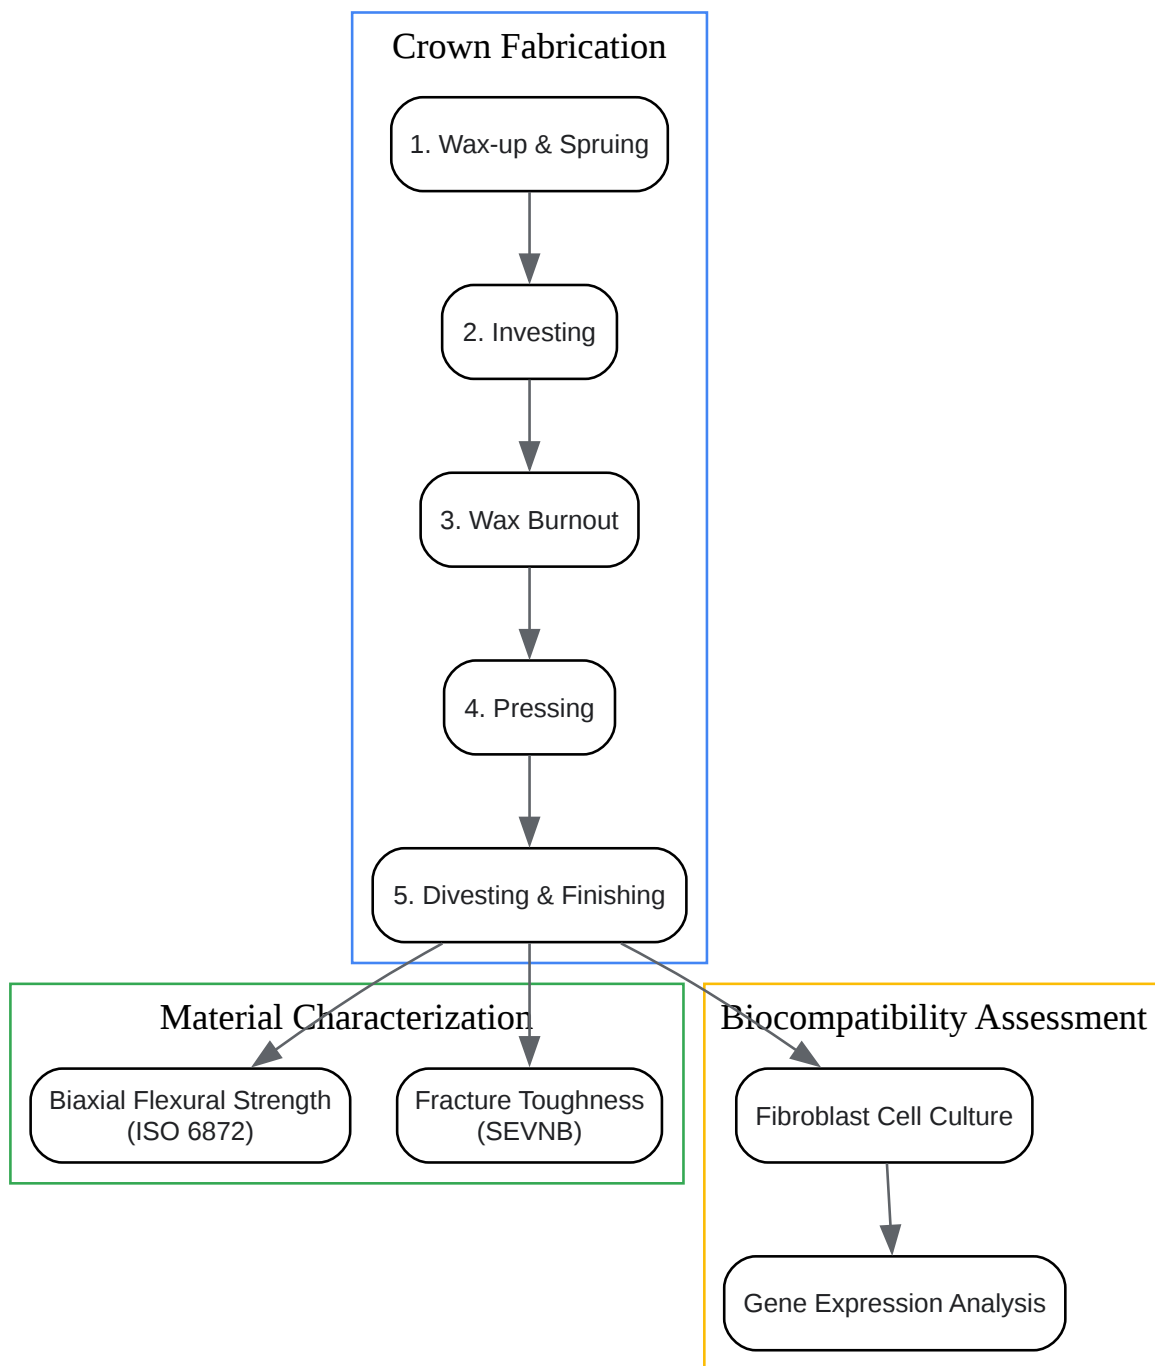 Crown Fabrication
1. Wax-up & Spruing
2. Investing
3. Wax Burnout
4. Pressing
5. Divesting & Finishing
Material Characterization
Biaxial Flexural Strength
(ISO 6872)
Fracture Toughness
(SEVNB)
Biocompatibility Assessment
Fibroblast Cell Culture
Gene Expression Analysis